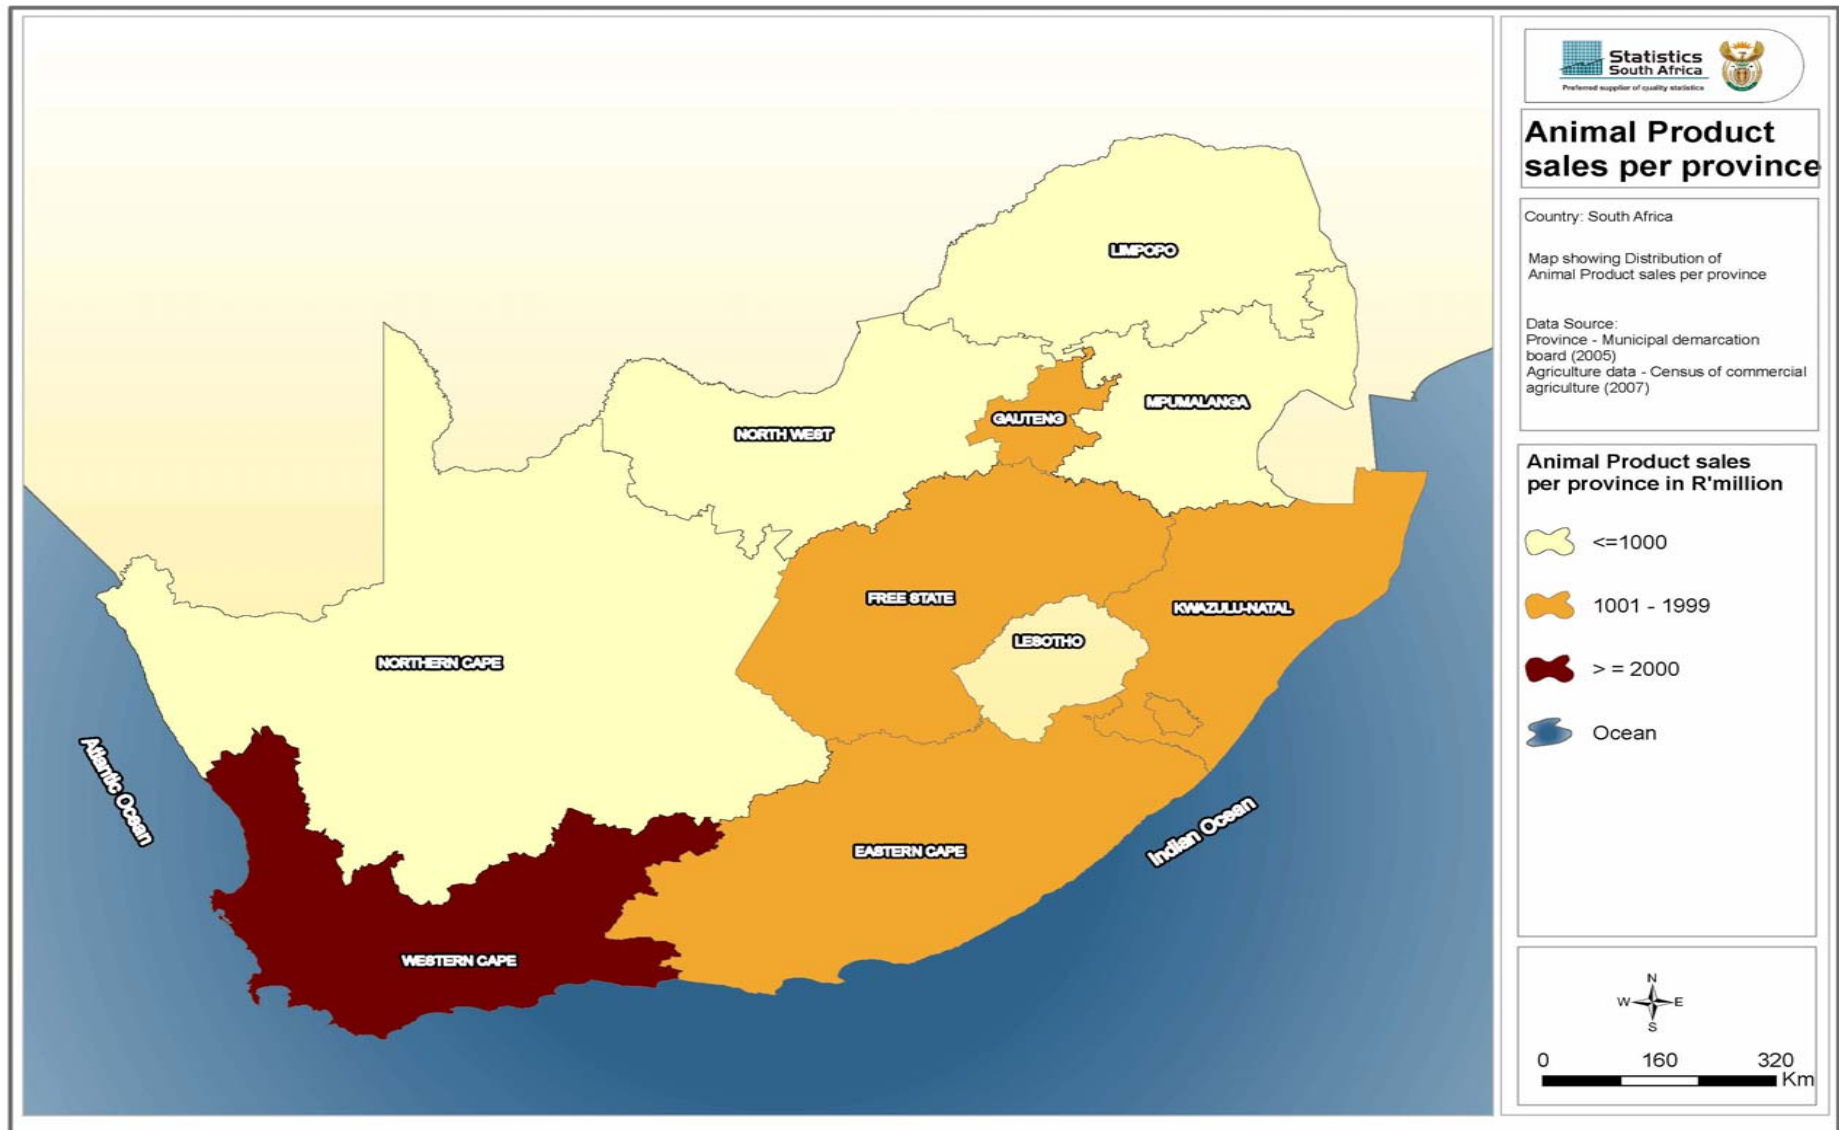 Statistics
South Africa
Preferred supplier of quality statistics
Animal Product
sales per province
Country: South Africa
Map showing Distribution of
Animal Product sales per province
Data Source:
Province - Municipal demarcation
board (2005)
Agriculture data - Census of commercial
agriculture (2007)
Animal Product sales
per province in R'million
<=1000
1001 - 1999
> = 2000
Ocean
N
W E
S
0 160 320
Km
LIMPOPO
MPUMALANGA
GAUTENG
NORTH WEST
FREE STATE
KWAZULU-NATAL
LESOTHO
NORTHERN CAPE
EASTERN CAPE
WESTERN CAPE
Atlantic Ocean
Indian Ocean